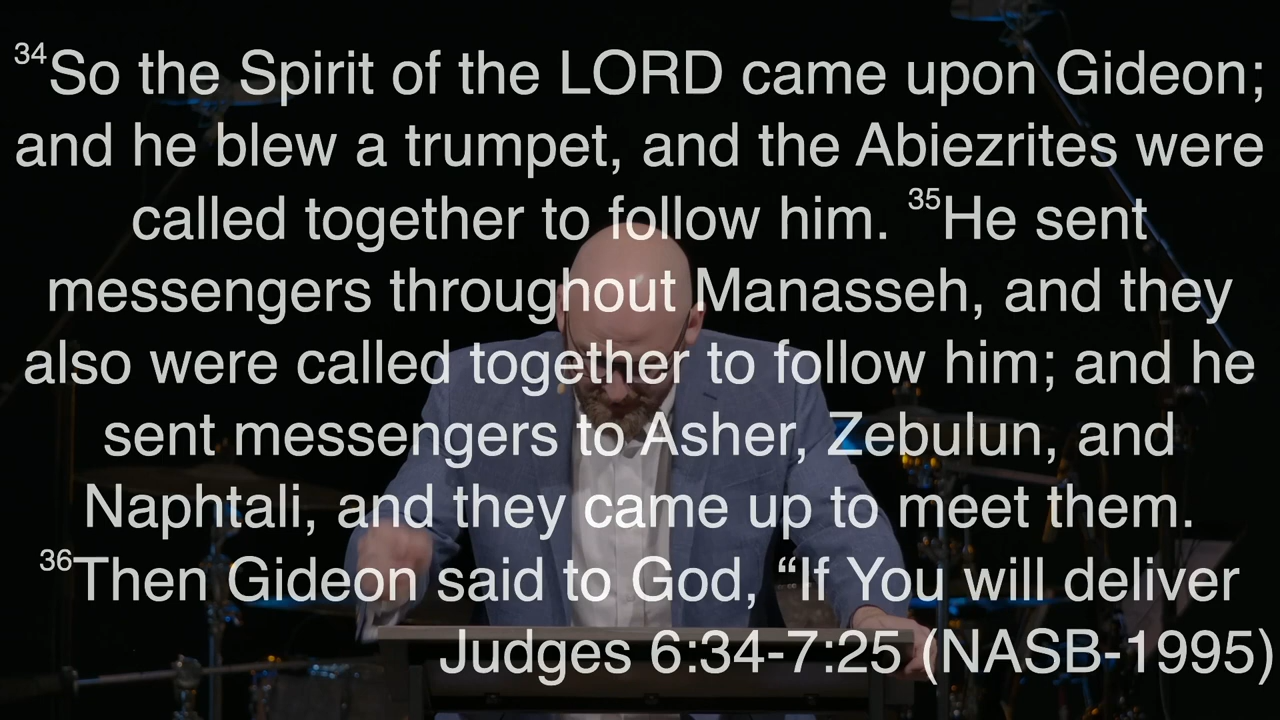 34So the Spirit of the LORD came upon Gideon;
and he blew a trumpet, and the Abiezrites were
called together to follow him. 35He sent
messengers throughout Manasseh, and they
also were called together to follow him; and he
sent messengers to Asher, Zebulun, and
Naphtali, and they came up to meet them.
36Then Gideon said to God, “If You will deliver
Judges 6:34-7:25 (NASB-1995)